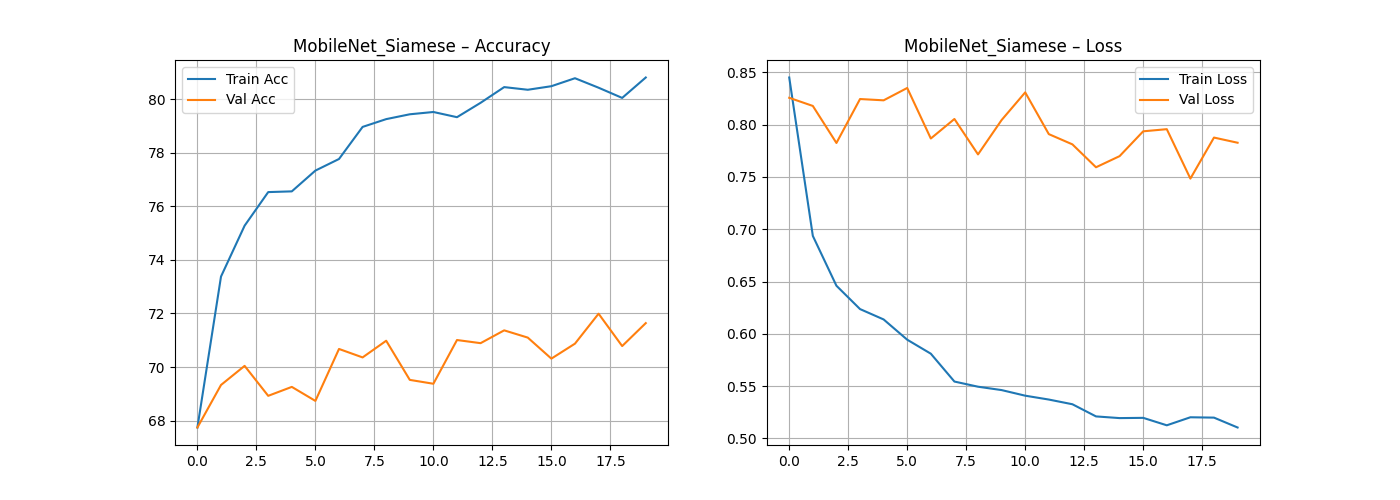 MobileNet_Siamese – Accuracy
Train Acc
Val Acc
80
78
76
74
72
70
68
0.0 2.5 5.0 7.5 10.0 12.5 15.0 17.5
MobileNet_Siamese – Loss
Train Loss
Val Loss
0.85
0.80
0.75
0.70
0.65
0.60
0.55
0.50
0.0 2.5 5.0 7.5 10.0 12.5 15.0 17.5